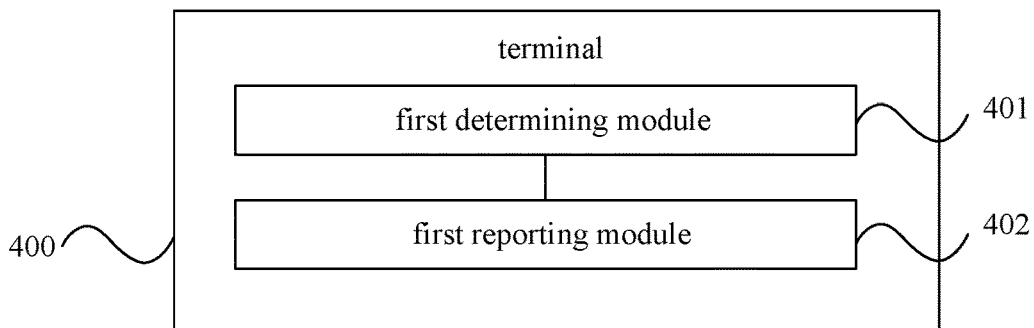 terminal
first determining module
401
first reporting module
402
400